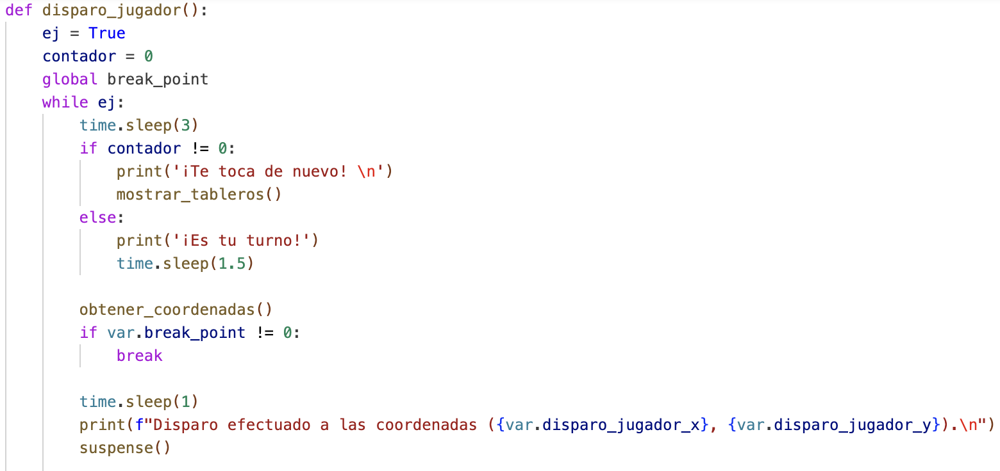 def disparo_jugador():
    ej = True
    contador = 0
    global break_point
    while ej:
        time.sleep(3)
        if contador != 0:
            print('¡Te toca de nuevo! \n')
            mostrar_tableros()
        else:
            print('¡Es tu turno!')
            time.sleep(1.5)

        obtener_coordenadas()
        if var.break_point != 0:
            break

        time.sleep(1)
        print(f"Disparo efectuado a las coordenadas ({var.disparo_jugador_x}, {var.disparo_jugador_y}).\n")
        suspense()